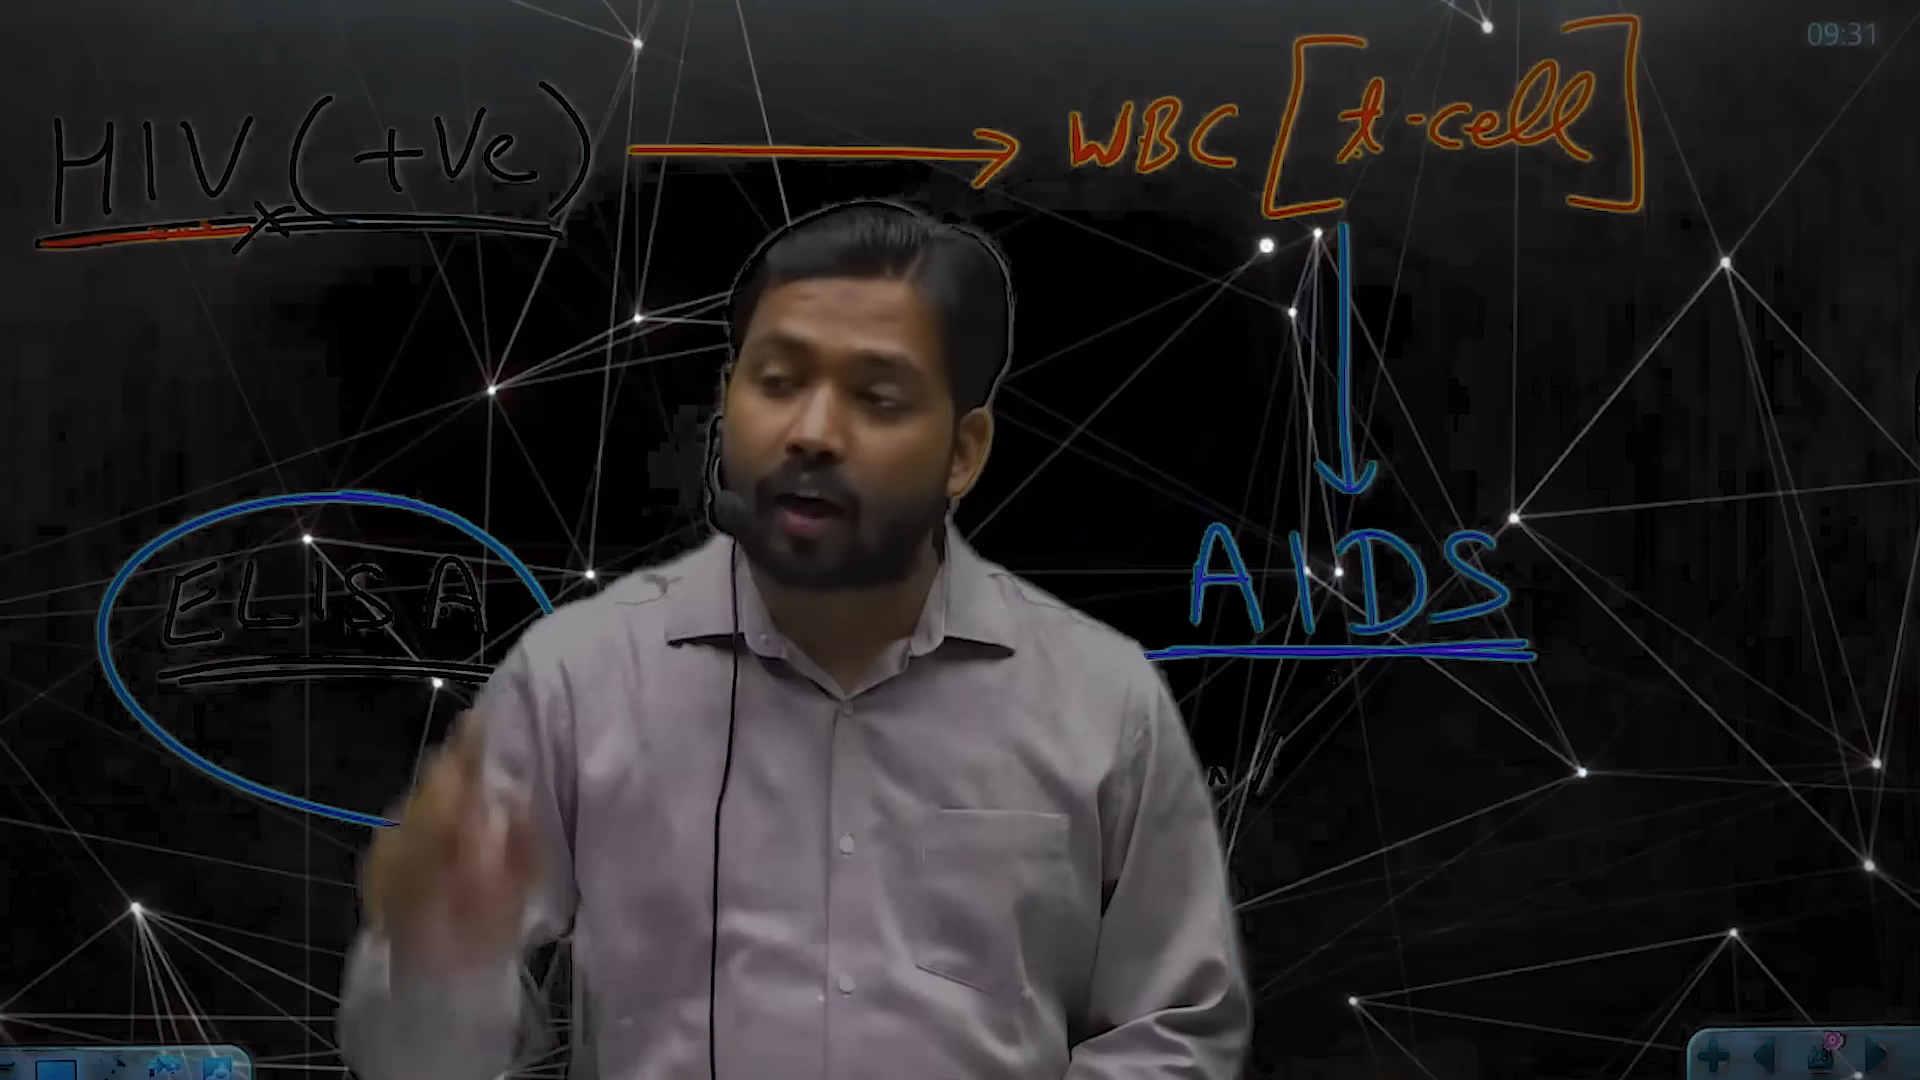 09:31
HIV (+Ve) → WBC [t-cell]
ELISA
AIDS